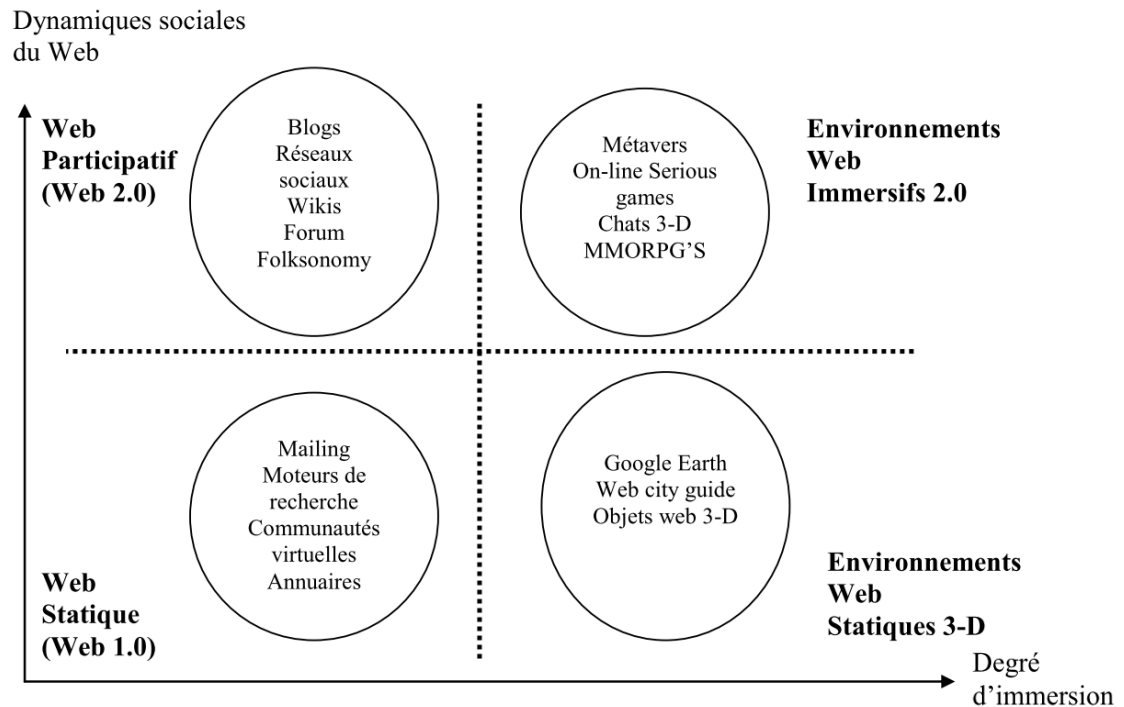 Dynamiques sociales
du Web
Web
Participatif
(Web 2.0)
Blogs
Réseaux
sociaux
Wikis
Forum
Folksonomy
Métavers
On-line Serious
games
Chats 3-D
MMORPG’S
Environnements
Web
Immersifs 2.0
Web
Statique
(Web 1.0)
Mailing
Moteurs de
recherche
Communautés
virtuelles
Annuaires
Google Earth
Web city guide
Objets web 3-D
Environnements
Web
Statiques 3-D
Degré
d’immersion